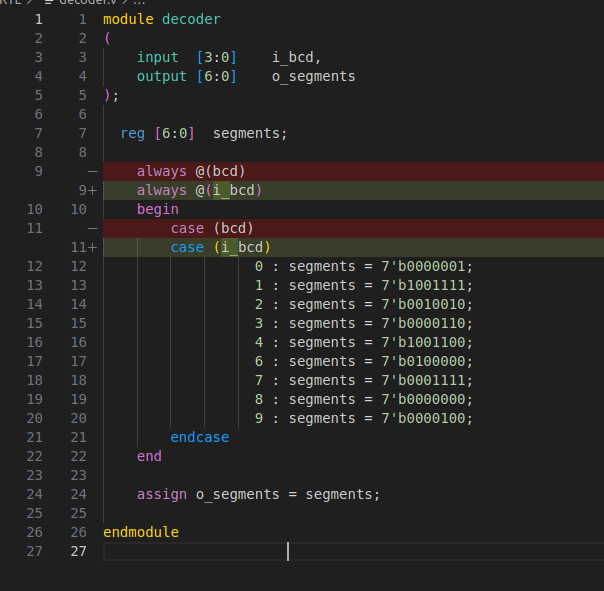 RTL > decoder.v > ...
1 1 module decoder
2 2 (
3 3 input [3:0] i_bcd,
4 4 output [6:0] o_segments
5 5 );
6 6
7 7 reg [6:0] segments;
8 8
9 — always @(bcd)
9+ always @(i_bcd)
10 10 begin
11 — case (bcd)
11+ case (i_bcd)
12 12 0 : segments = 7'b0000001;
13 13 1 : segments = 7'b1001111;
14 14 2 : segments = 7'b0010010;
15 15 3 : segments = 7'b0000110;
16 16 4 : segments = 7'b1001100;
17 17 6 : segments = 7'b0100000;
18 18 7 : segments = 7'b0001111;
19 19 8 : segments = 7'b0000000;
20 20 9 : segments = 7'b0000100;
21 21 endcase
22 22 end
23 23
24 24 assign o_segments = segments;
25 25
26 26 endmodule
27 27